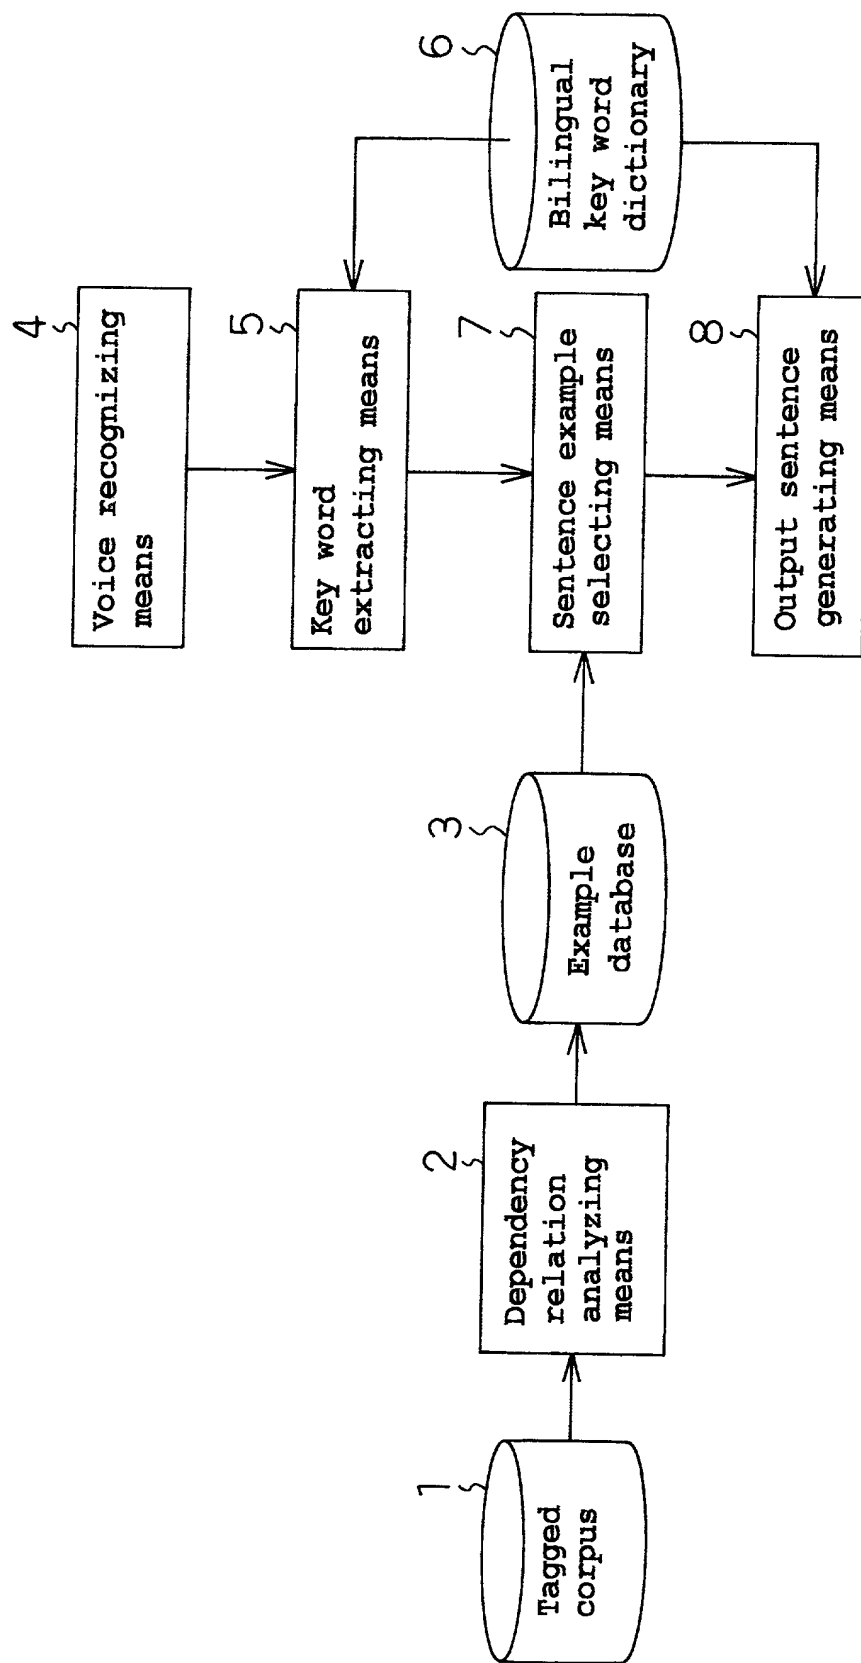 1
Tagged
corpus
2
Dependency
relation
analyzing
means
3
Example
database
4
Voice recognizing
means
5
Key word
extracting means
6
Bilingual
key word
dictionary
7
Sentence example
selecting means
8
Output sentence
generating means